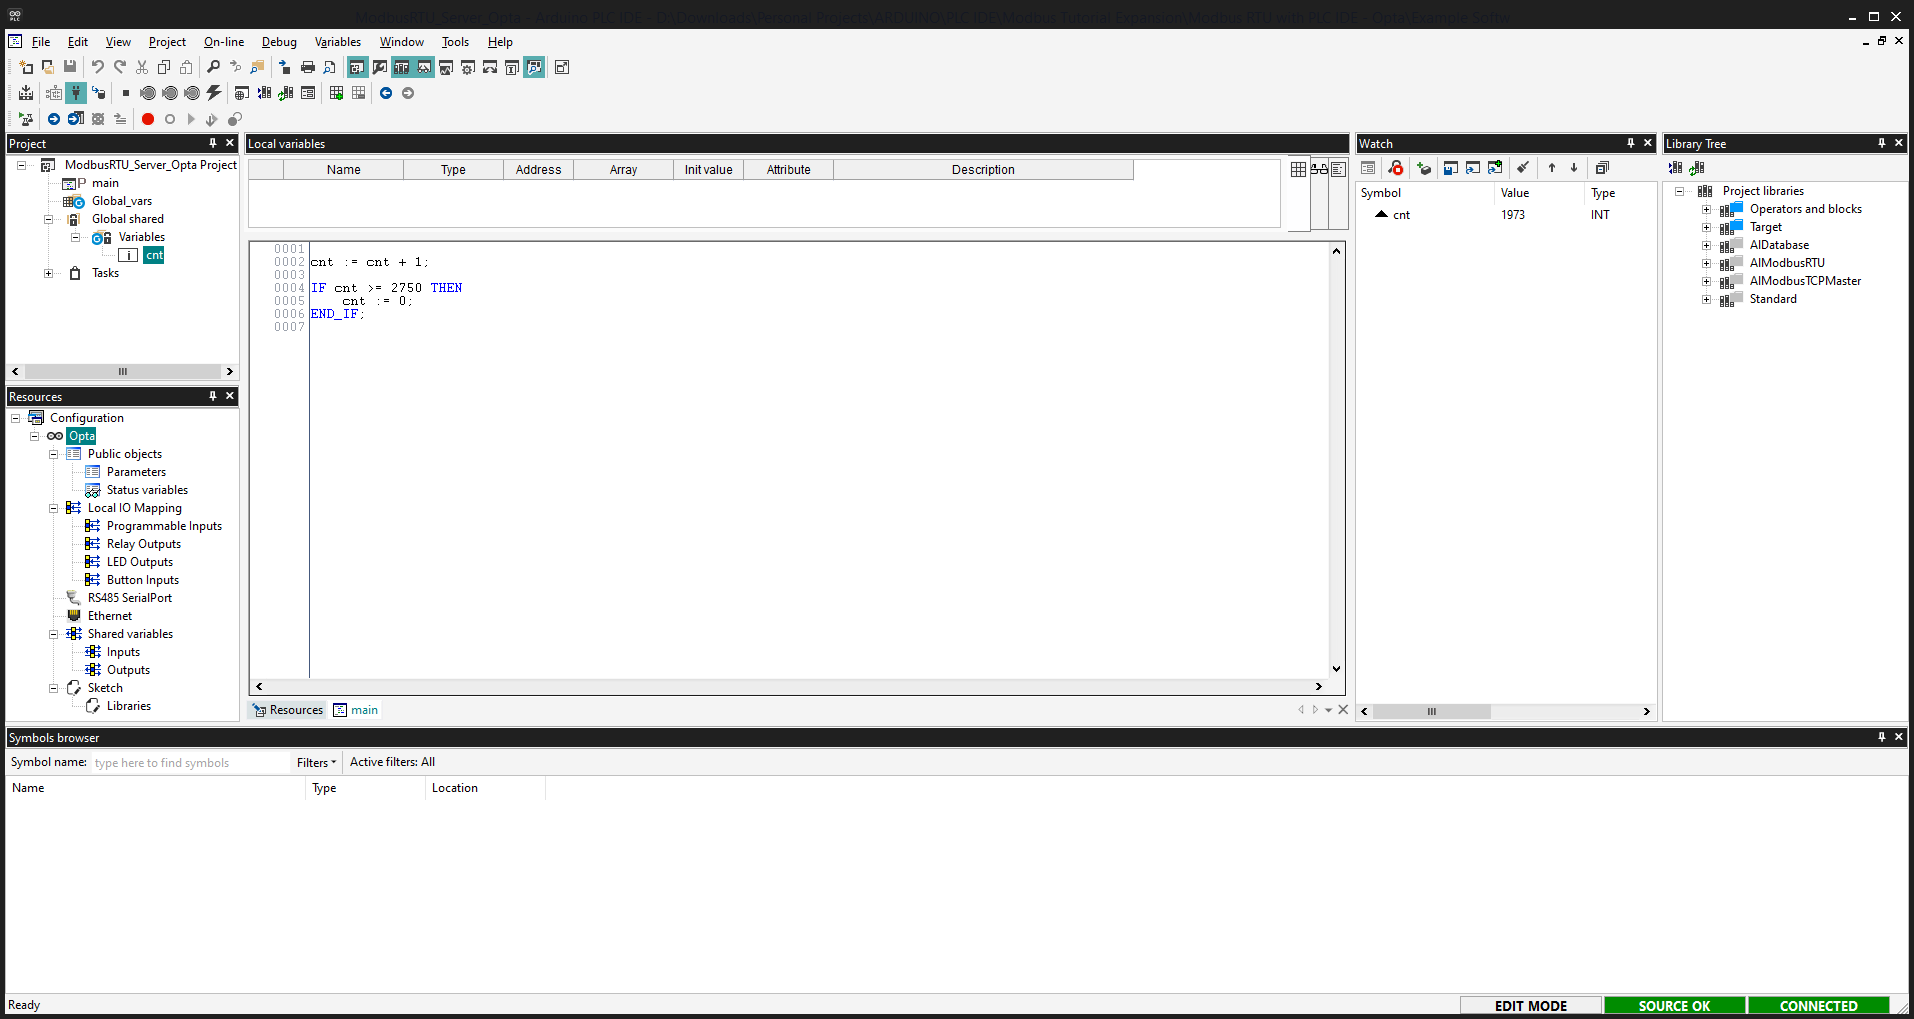 ModbusRTU_Server_Opta - Arduino PLC IDE - D:\Downloads\Personal Projects\ARDUINO\PLC IDE\Modbus Tutorial Expansion\Modbus RTU with PLC IDE - Opta\Example Softw
File Edit View Project On-line Debug Variables Window Tools Help
Project
ModbusRTU_Server_Opta Project
main
Global_vars
Global shared
Variables
cnt
Tasks
Resources
Configuration
Opta
Public objects
Parameters
Status variables
Local IO Mapping
Programmable Inputs
Relay Outputs
LED Outputs
Button Inputs
RS485 SerialPort
Ethernet
Shared variables
Inputs
Outputs
Sketch
Libraries
Local variables
Name Type Address Array Init value Attribute Description
0001
0002 cnt := cnt + 1;
0003
0004 IF cnt >= 2750 THEN
0005 cnt := 0;
0006 END_IF;
0007
Resources main
Watch
Symbol Value Type
cnt 1973 INT
Library Tree
Project libraries
Operators and blocks
Target
AlDatabase
AlModbusRTU
AlModbusTCPMaster
Standard
Symbols browser
Symbol name: type here to find symbols Filters Active filters: All
Name Type Location
Ready EDIT MODE SOURCE OK CONNECTED